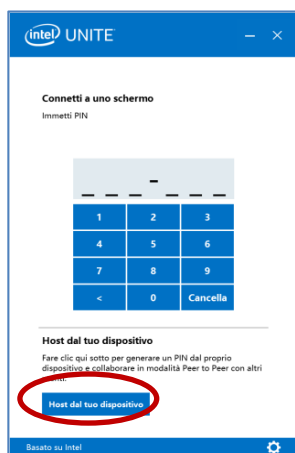 intel UNITE
Connetti a uno schermo
Immetti PIN
_ _ _ - _ _ _ _
1 2 3
4 5 6
7 8 9
< 0 Cancella
Host dal tuo dispositivo
Fare clic qui sotto per generare un PIN dal proprio
dispositivo e collaborare in modalità Peer to Peer con altri
Host dal tuo dispositivo
Basato su Intel